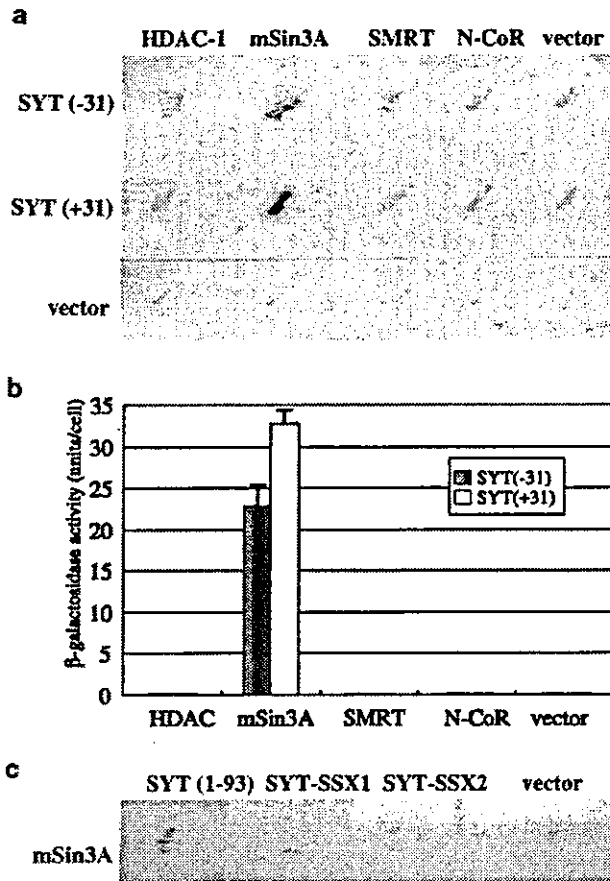 a
HDAC-1 mSin3A SMRT N-CoR vector
SYT (-31)
SYT (+31)
vector
b
β-galactosidase activity (units/cell)
35
30
25
20
15
10
5
0
SYT(-31)
SYT(+31)
HDAC mSin3A SMRT N-CoR vector
c
SYT (1-93) SYT-SSX1 SYT-SSX2 vector
mSin3A